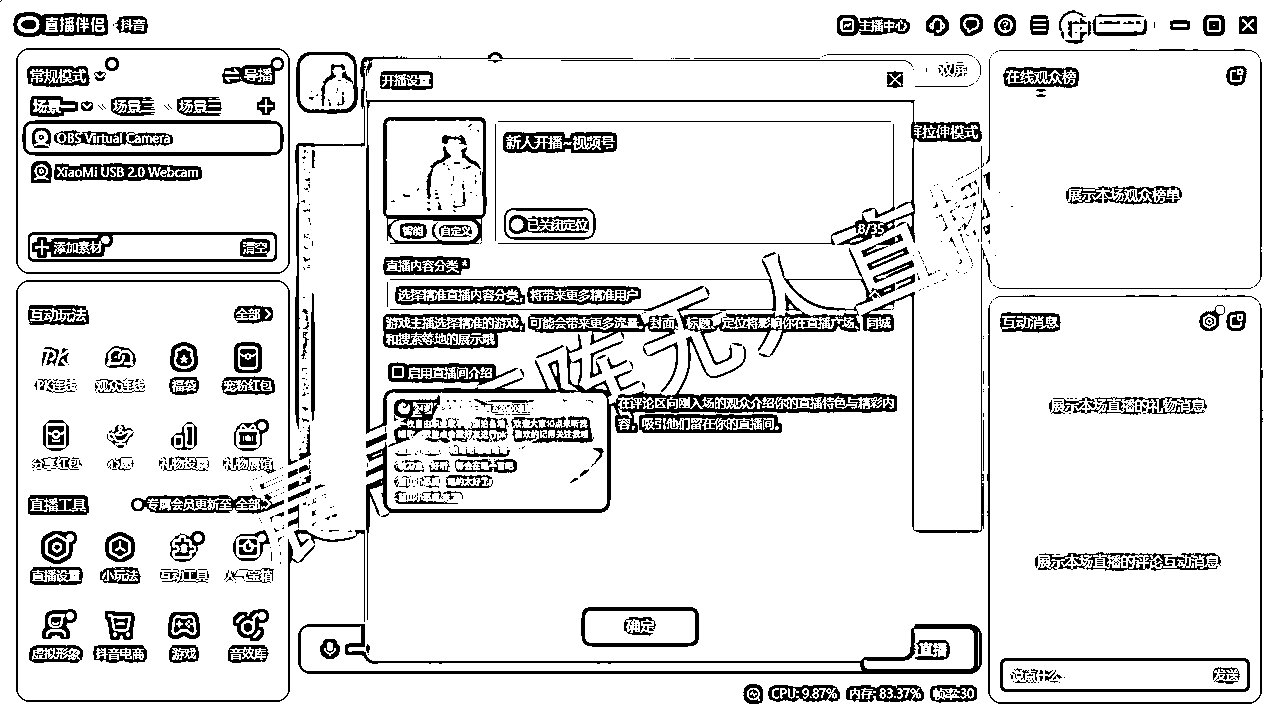 直播伴侣 抖音
主播中心
常规模式
导播
场景一 场景二 场景三
OBS Virtual Camera
XiaoMi USB 2.0 Webcam
添加素材
清空
互动玩法
全部
PK连线 观众连线 福袋 宠粉红包
分享红包 心愿 礼物投票 礼物展馆
直播工具
专属会员更新至 全部
直播设置 小玩法 互动工具 人气宝箱
虚拟形象 抖音电商 游戏 音效库
开播设置
新人开播~视频号
已关闭定位
8/35
编辑 自定义
直播内容分类 *
选择精准直播内容分类，将带来更多精准用户
游戏主播选择精准的游戏，可能会带来更多流量。封面、标题、定位将影响你在直播广场、同城
和搜索等地的展示哦
启用直播间介绍
在评论区向刚入场的观众介绍你的直播特色与精彩内
容，吸引他们留在你的直播间。
确定
双屏
拉伸模式
直播
阵无人直播
在线观众榜
展示本场观众榜单
互动消息
展示本场直播的礼物消息
展示本场直播的评论互动消息
说点什么
发送
CPU: 9.87% 内存: 83.37% 帧率:30